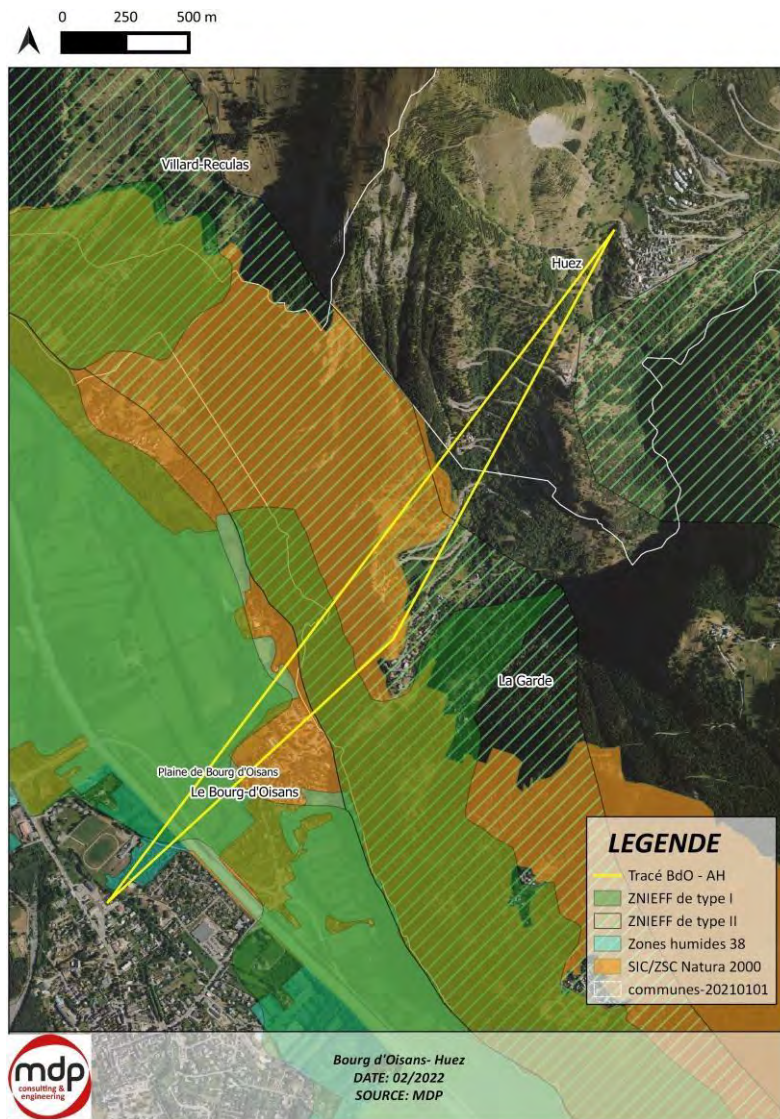 0 250 500 m
Villard-Reculas
Huez
La Garde
Plaine de Bourg d'Oisans
Le Bourg-d'Oisans
LEGENDE
Tracé BdO - AH
ZNIEFF de type I
ZNIEFF de type II
Zones humides 38
SIC/ZSC Natura 2000
communes-20210101
mdp
consulting &
engineering
Bourg d'Oisans- Huez
DATE: 02/2022
SOURCE: MDP